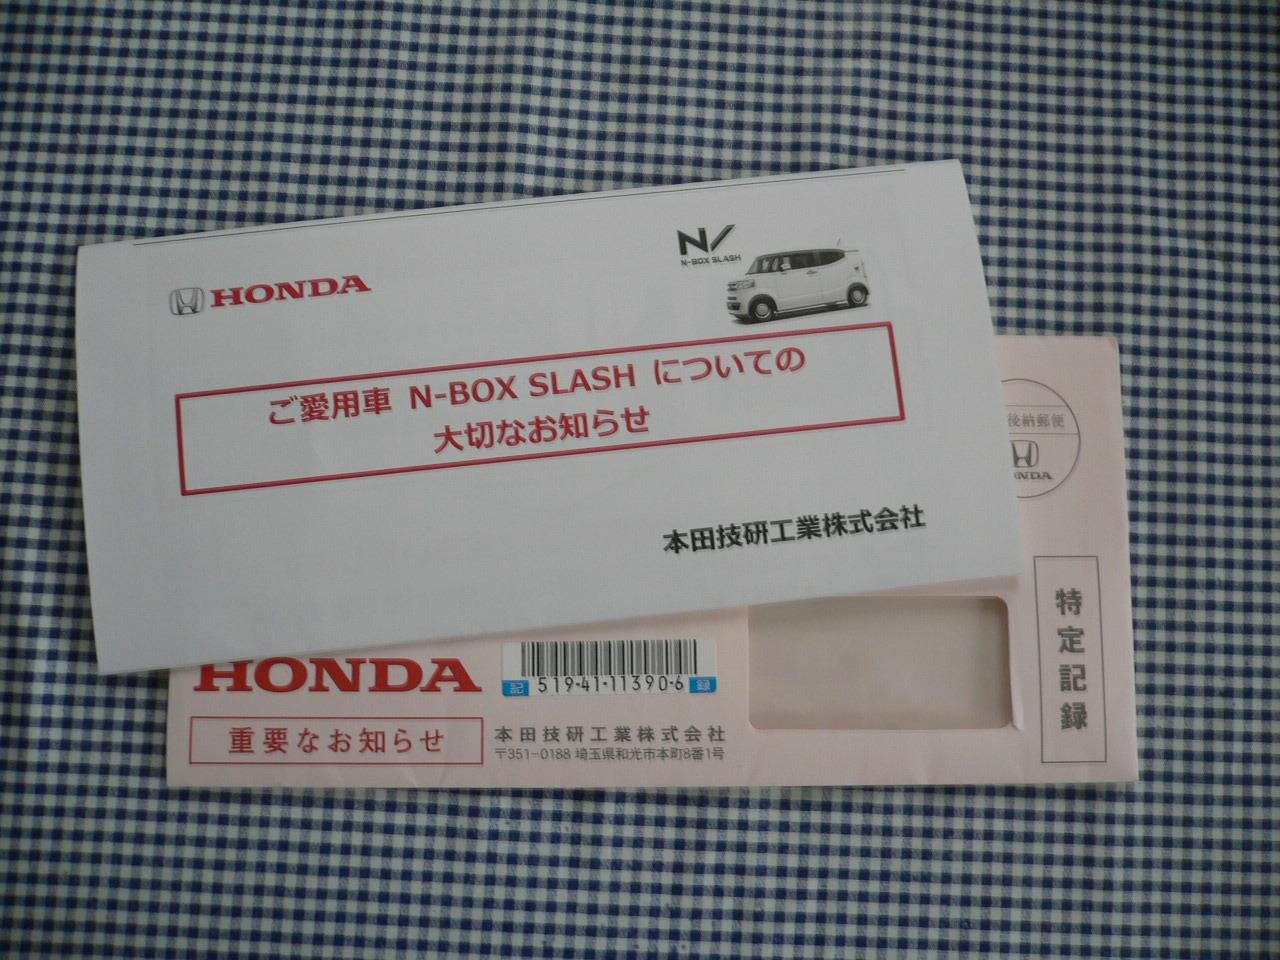 N/
N-BOX SLASH
HONDA
ご愛用車 N-BOX SLASH についての
大切なお知らせ
本田技研工業株式会社
後納郵便
HONDA
特定記録
HONDA
記 519-41-11390-6 録
重要なお知らせ
本田技研工業株式会社
〒351-0188 埼玉県和光市本町8番1号